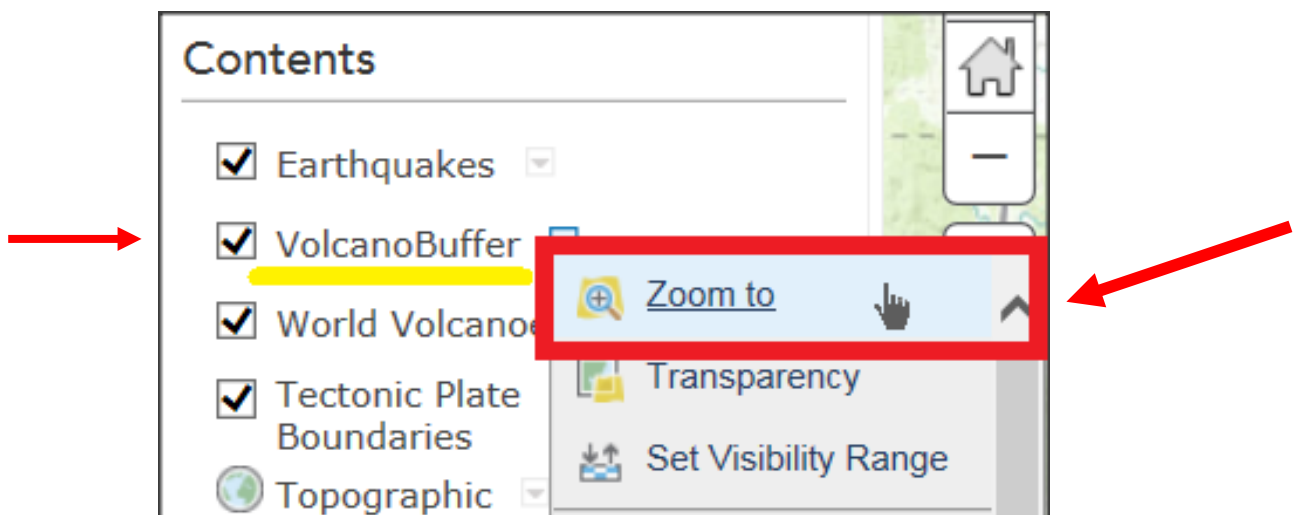 Contents
Earthquakes
VolcanoBuffer
Zoom to
World Volcanoe
Transparency
Tectonic Plate
Boundaries
Set Visibility Range
Topographic